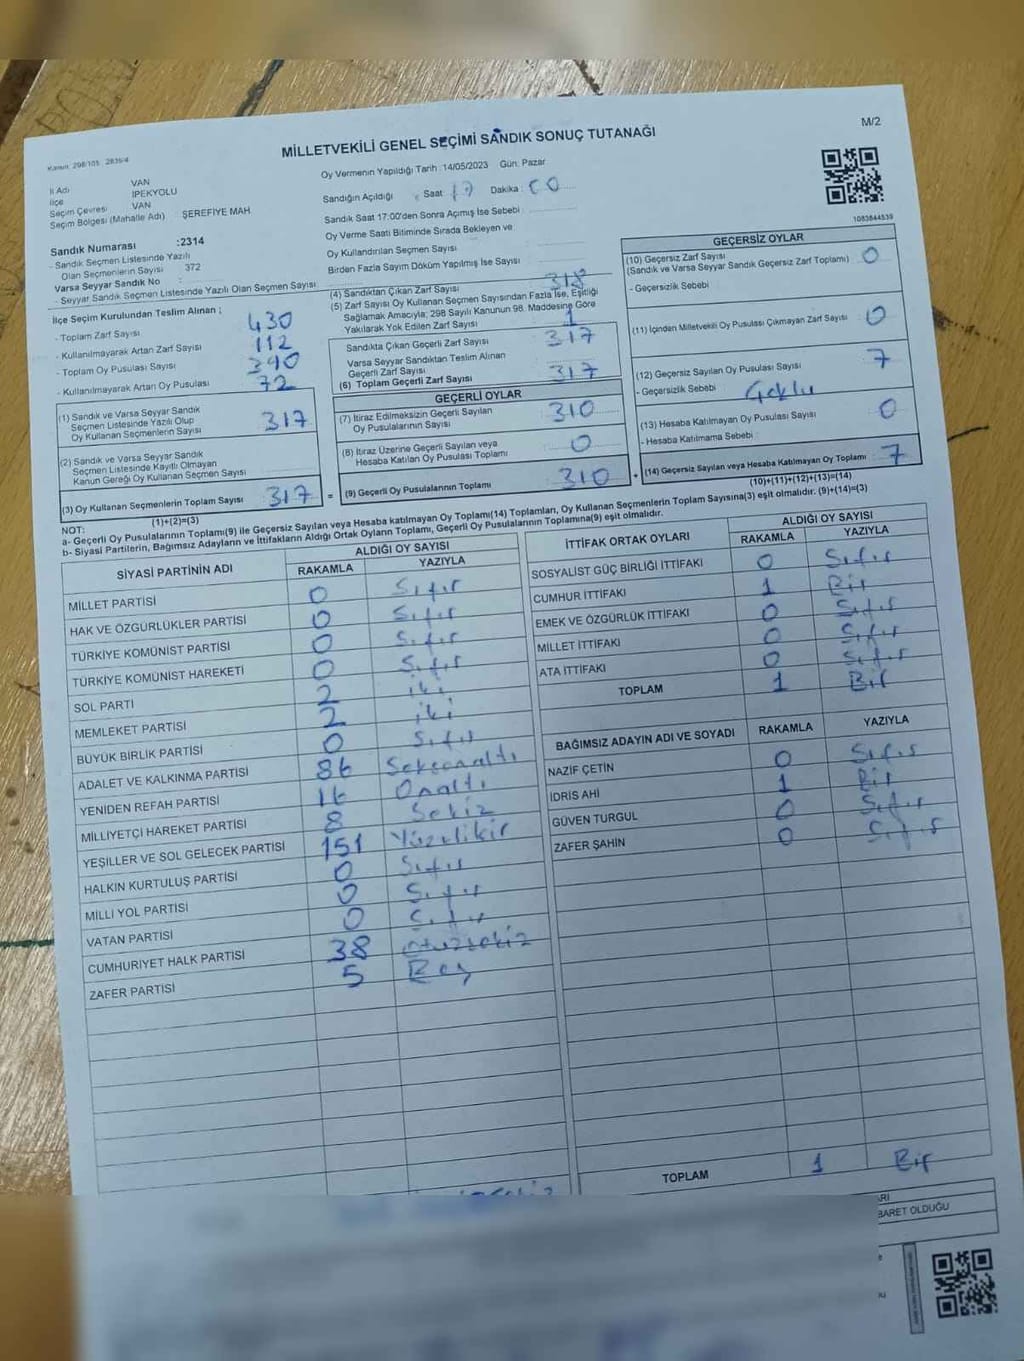 MİLLETVEKİLİ GENEL SEÇİMİ SANDIK SONUÇ TUTANAĞI
M/2
Kanun: 298/105 2839/4
İl Adı VAN
İlçe İPEKYOLU
Seçim Çevresi VAN
Seçim Bölgesi (Mahalle Adı) : ŞEREFİYE MAH
Sandık Numarası :2314
- Sandık Seçmen Listesinde Yazılı
Olan Seçmenlerin Sayısı 372
Varsa Seyyar Sandık No :
- Seyyar Sandık Seçmen Listesinde Yazılı Olan Seçmen Sayısı:
Oy Vermenin Yapıldığı Tarih :14/05/2023 Gün: Pazar
Sandığın Açıldığı : Saat 17 Dakika : 00
Sandık Saat 17:00'den Sonra Açımış İse Sebebi :
Oy Verme Saati Bitiminde Sırada Bekleyen ve
Oy Kullandırılan Seçmen Sayısı :
Birden Fazla Sayım Döküm Yapılmış İse Sayısı :
İlçe Seçim Kurulundan Teslim Alınan ;
- Toplam Zarf Sayısı 430
- Kullanılmayarak Artan Zarf Sayısı 112
- Toplam Oy Pusulası Sayısı 390
- Kullanılmayarak Artan Oy Pusulası 72
(1) Sandık ve Varsa Seyyar Sandık
Seçmen Listesinde Yazılı Olup
Oy Kullanan Seçmenlerin Sayısı : 317
(2) Sandık ve Varsa Seyyar Sandık
Seçmen Listesinde Kayıtlı Olmayan
Kanun Gereği Oy Kullanan Seçmen Sayısı :
(3) Oy Kullanan Seçmenlerin Toplam Sayısı 317
(1)+(2)=(3)
(4) Sandıktan Çıkan Zarf Sayısı 318
(5) Zarf Sayısı Oy Kullanan Seçmen Sayısından Fazla İse, Eşitliği
Sağlamak Amacıyla; 298 Sayılı Kanunun 98. Maddesine Göre
Yakılarak Yok Edilen Zarf Sayısı : 1
Sandıkta Çıkan Geçerli Zarf Sayısı : 317
Varsa Seyyar Sandıktan Teslim Alınan
Geçerli Zarf Sayısı :
(6) Toplam Geçerli Zarf Sayısı : 317
GEÇERLİ OYLAR
(7) İtiraz Edilmeksizin Geçerli Sayılan
Oy Pusulasının Sayısı : 310
(8) İtiraz Üzerine Geçerli Sayılan veya
Hesaba Katılan Oy Pusulası Toplamı : 0
= (9) Geçerli Oy Pusulalarının Toplamı : 310 +
1083844539
GEÇERSİZ OYLAR
(10) Geçersiz Zarf Sayısı : 0
(Sandık ve Varsa Seyyar Sandık Geçersiz Zarf Toplamı)
- Geçersizlik Sebebi :
(11) İçinden Milletvekili Oy Pusulası Çıkmayan Zarf Sayısı : 0
(12) Geçersiz Sayılan Oy Pusulası Sayısı : 7
- Geçersizlik Sebebi : Çoklu
(13) Hesaba Katılmayan Oy Pusulası Sayısı : 0
- Hesaba Katılmama Sebebi :
(14) Geçersiz Sayılan veya Hesaba Katılmayan Oy Toplamı : 7
(10)+(11)+(12)+(13)=(14)
NOT:
a- Geçerli Oy Pusulalarının Toplamı(9) ile Geçersiz Sayılan veya Hesaba katılmayan Oy Toplamı(14 Toplamları, Oy Kullanan Seçmenlerin Toplam Sayısına(3) eşit olmalıdır. (9)+(14)=(3)
b- Siyasi Partilerin, Bağımsız Adayların ve İttifakların Aldığı Ortak Oyların Toplamı, Geçerli Oy Pusulalarının Toplamına(9) eşit olmalıdır.
SİYASİ PARTİNİN ADI ALDIĞI OY SAYISI
RAKAMLA YAZIYLA
MİLLET PARTİSİ 0 Sıfır
HAK VE ÖZGÜRLÜKLER PARTİSİ 0 Sıfır
TÜRKİYE KOMÜNİST PARTİSİ 0 Sıfır
TÜRKİYE KOMÜNİST HAREKETİ 0 Sıfır
SOL PARTİ 2 iki
MEMLEKET PARTİSİ 2 iki
BÜYÜK BİRLİK PARTİSİ 0 Sıfır
ADALET VE KALKINMA PARTİSİ 86 Seksenaltı
YENİDEN REFAH PARTİSİ 16 Onaltı
MİLLİYETÇİ HAREKET PARTİSİ 8 Sekiz
YEŞİLLER VE SOL GELECEK PARTİSİ 151 Yüzellibir
HALKIN KURTULUŞ PARTİSİ 0 Sıfır
MİLLİ YOL PARTİSİ 0 Sıfır
VATAN PARTİSİ 0 Sıfır
CUMHURİYET HALK PARTİSİ 38 otuzsekiz
ZAFER PARTİSİ 5 Beş
İTTİFAK ORTAK OYLARI ALDIĞI OY SAYISI
RAKAMLA YAZIYLA
SOSYALİST GÜÇ BİRLİĞİ İTTİFAKI 0 Sıfır
CUMHUR İTTİFAKI 1 Bir
EMEK VE ÖZGÜRLÜK İTTİFAKI 0 Sıfır
MİLLET İTTİFAKI 0 Sıfır
ATA İTTİFAKI 0 Sıfır
TOPLAM 1 Bir
BAĞIMSIZ ADAYIN ADI VE SOYADI RAKAMLA YAZIYLA
NAZİF ÇETİN 0 Sıfır
İDRİS AHİ 1 Bir
GÜVEN TURGUL 0 Sıfır
ZAFER ŞAHİN 0 Sıfır
TOPLAM 1 Bir
BARET OLDUĞU